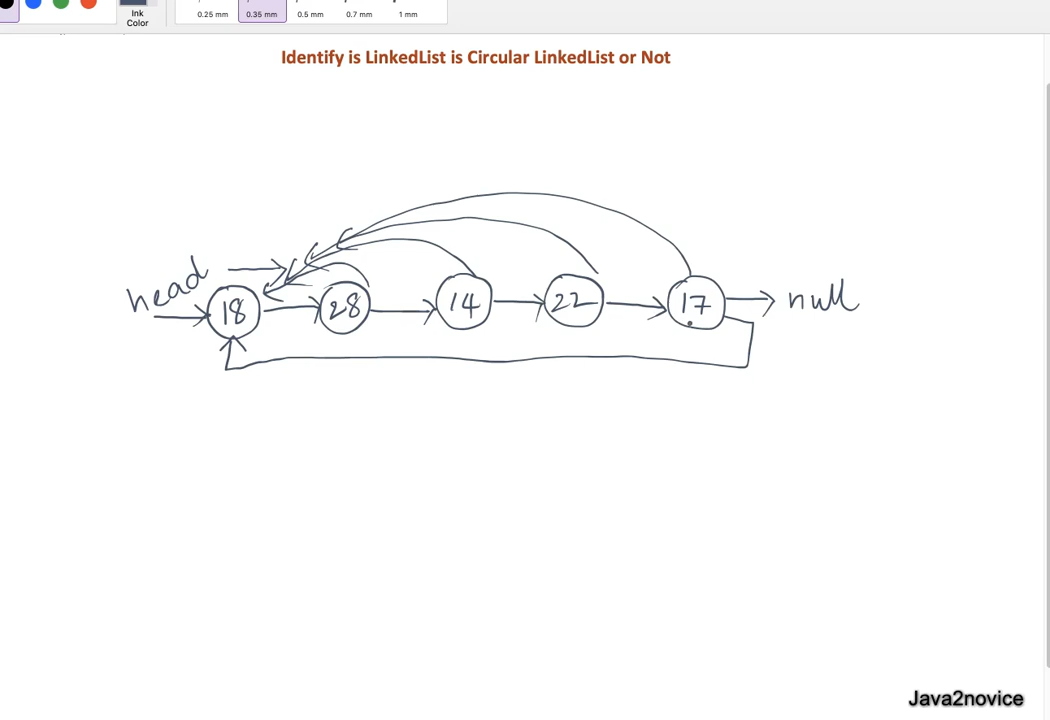 Ink
Color
0.25 mm 0.35 mm 0.5 mm 0.7 mm 1 mm
Identify is LinkedList is Circular LinkedList or Not
head
18 28 14 22 17 null
Java2novice